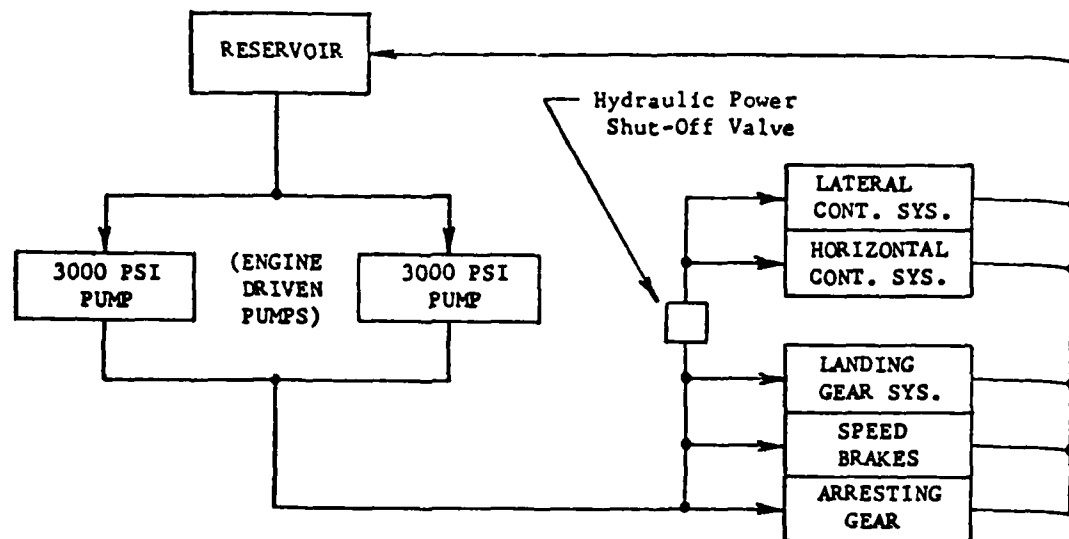 RESERVOIR
Hydraulic Power
Shut-Off Valve
3000 PSI
PUMP
(ENGINE
DRIVEN
PUMPS)
3000 PSI
PUMP
LATERAL
CONT. SYS.
HORIZONTAL
CONT. SYS.
LANDING
GEAR SYS.
SPEED
BRAKES
ARRESTING
GEAR